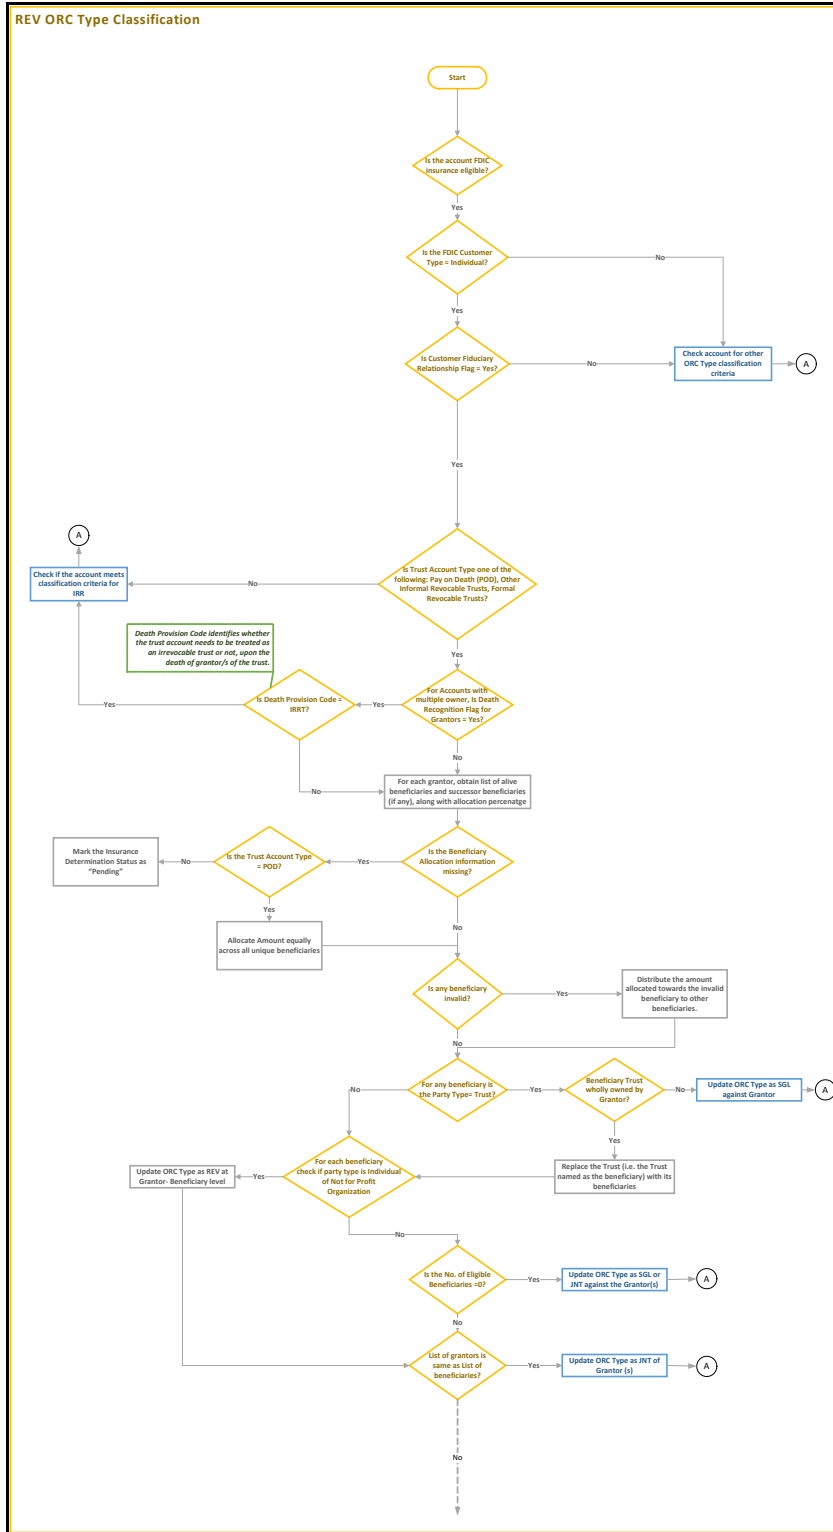 REV ORC Type Classification
Start
Is the account FDIC
insurance eligible?
Yes
Is the FDIC Customer
Type = Individual?
No
Yes
Is Customer Fiduciary
Relationship Flag = Yes?
No
Check account for other
ORC Type classification
criteria
A
Yes
A
Is Trust Account Type one of the
following: Pay on Death (POD), Other
Informal Revocable Trusts, Formal
Revocable Trusts?
No
Check if the account meets
classification criteria for
IRR
Death Provision Code identifies whether
the trust account needs to be treated as
an irrevocable trust or not, upon the
death of grantor/s of the trust.
Yes
For Accounts with
multiple owner, Is Death
Recognition Flag for
Grantors = Yes?
Yes
Is Death Provision Code =
IRRT?
Yes
No
No
For each grantor, obtain list of alive
beneficiaries and successor beneficiaries
(if any), along with allocation percenatge
Is the Beneficiary
Allocation information
missing?
Yes
Is the Trust Account Type
= POD?
No
Mark the Insurance
Determination Status as
"Pending"
Yes
Allocate Amount equally
across all unique beneficiaries
No
Is any beneficiary
invalid?
Yes
Distribute the amount
allocated towards the invalid
beneficiary to other
beneficiaries.
No
For any beneficiary is
the Party Type= Trust?
No
Yes
Beneficiary Trust
wholly owned by
Grantor?
No
Update ORC Type as SGL
against Grantor
A
Yes
Replace the Trust (i.e. the Trust
named as the beneficiary) with its
beneficiaries
For each beneficiary
check if party type is Individual
of Not for Profit
Organization
Yes
Update ORC Type as REV at
Grantor- Beneficiary level
No
Is the No. of Eligible
Beneficiaries =0?
Yes
Update ORC Type as SGL or
JNT against the Grantor(s)
A
No
List of grantors is
same as List of
beneficiaries?
Yes
Update ORC Type as JNT of
Grantor (s)
A
No